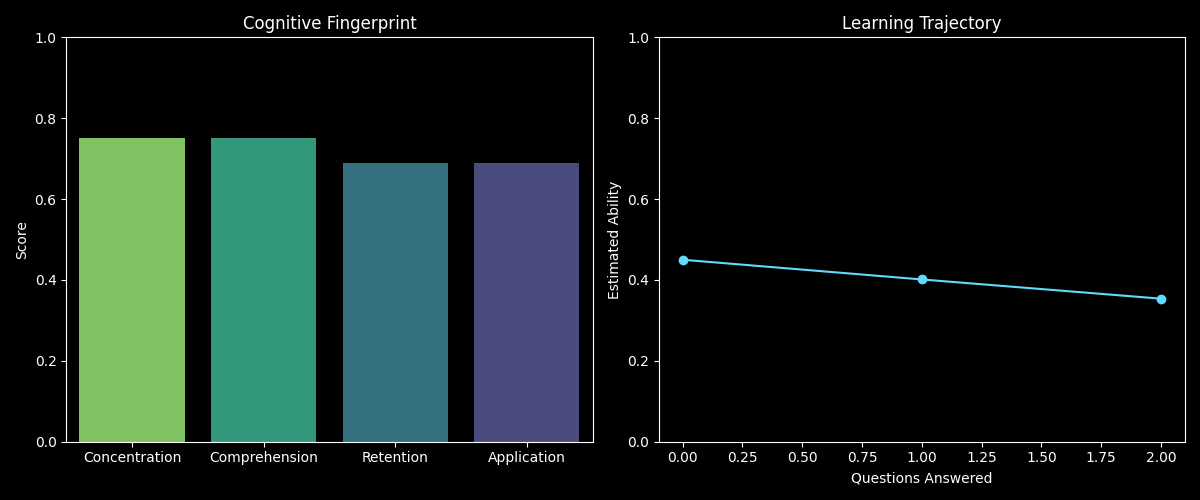 Cognitive Fingerprint
1.0
0.8
0.6
0.4
0.2
0.0
Score
Concentration
Comprehension
Retention
Application
Learning Trajectory
1.0
0.8
0.6
0.4
0.2
0.0
Estimated Ability
0.00
0.25
0.50
0.75
1.00
1.25
1.50
1.75
2.00
Questions Answered